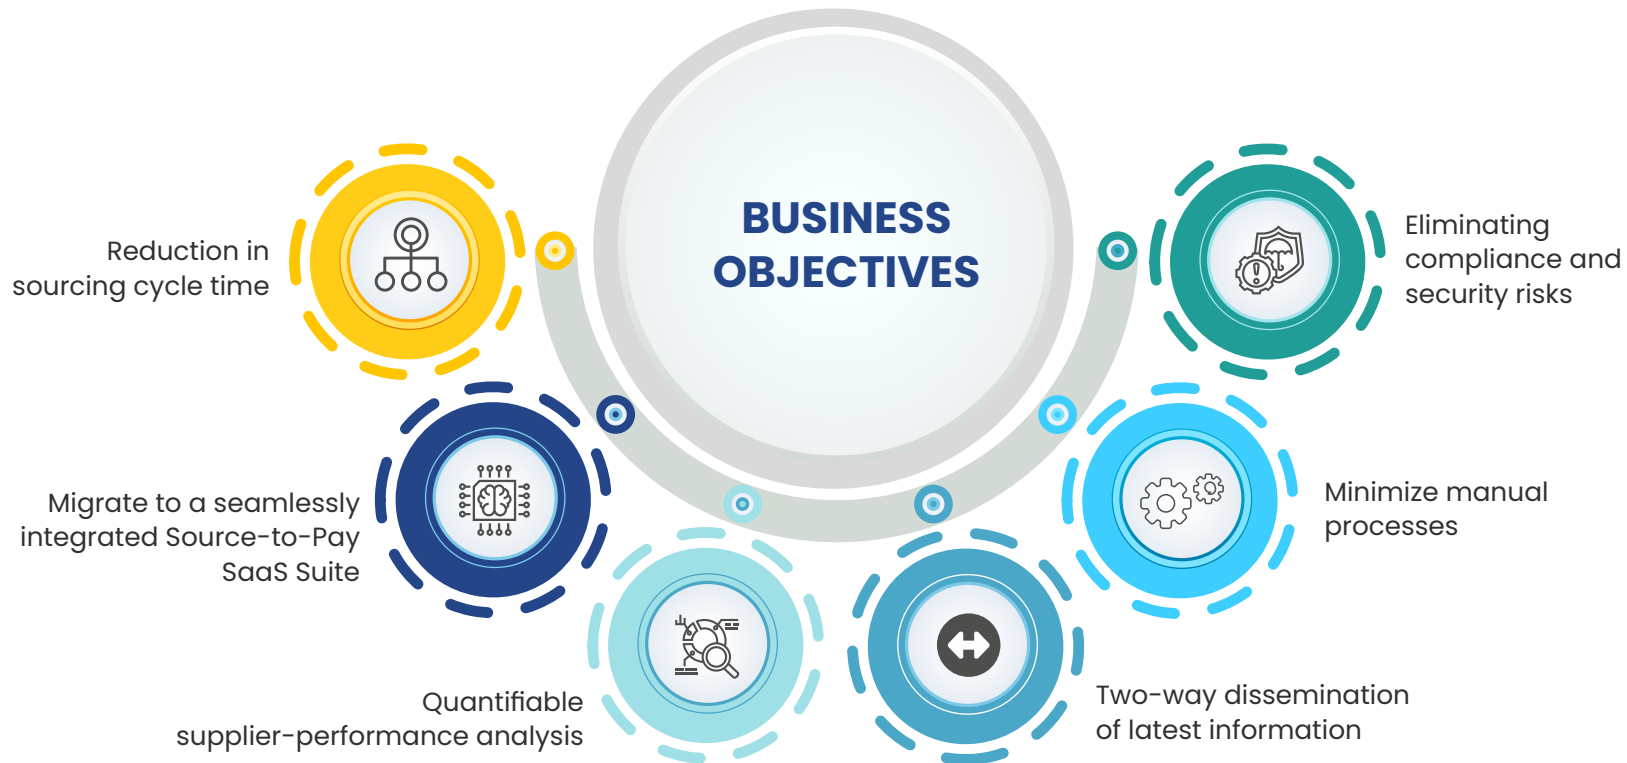 BUSINESS
OBJECTIVES
Reduction in
sourcing cycle time
Migrate to a seamlessly
integrated Source-to-Pay
SaaS Suite
Quantifiable
supplier-performance analysis
Two-way dissemination
of latest information
Minimize manual
processes
Eliminating
compliance and
security risks